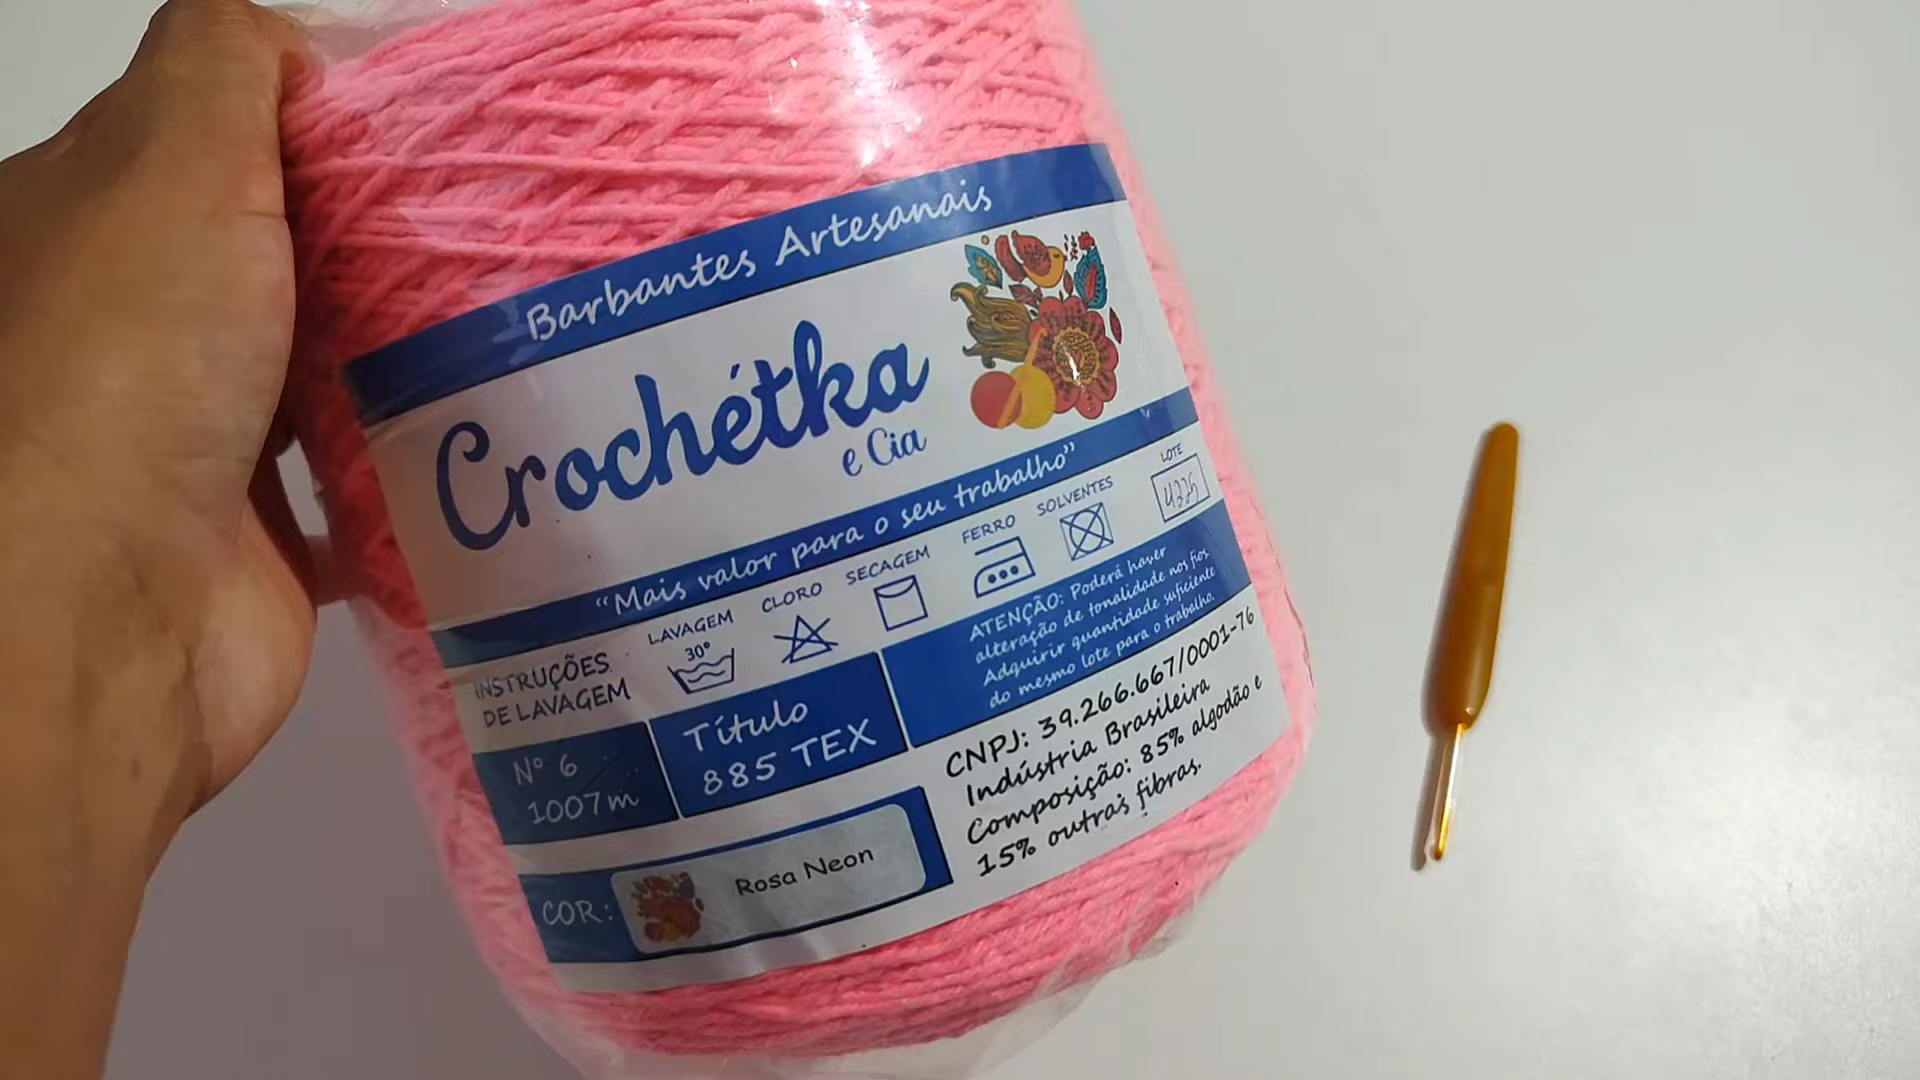 Barbantes Artesanais
Crochétka
e Cia
“Mais valor para o seu trabalho”
INSTRUÇÕES
DE LAVAGEM
LAVAGEM
30°
CLORO
SECAGEM
FERRO
SOLVENTES
LOTE
4225
ATENÇÃO: Poderá haver
alteração de tonalidade nos fios
Adquirir quantidade suficiente
do mesmo lote para o trabalho.
Nº 6
1007m
Título
885 TEX
CNPJ: 39.266.667/0001-76
Indústria Brasileira
Composição: 85% algodão e
15% outras fibras.
COR:
Rosa Neon